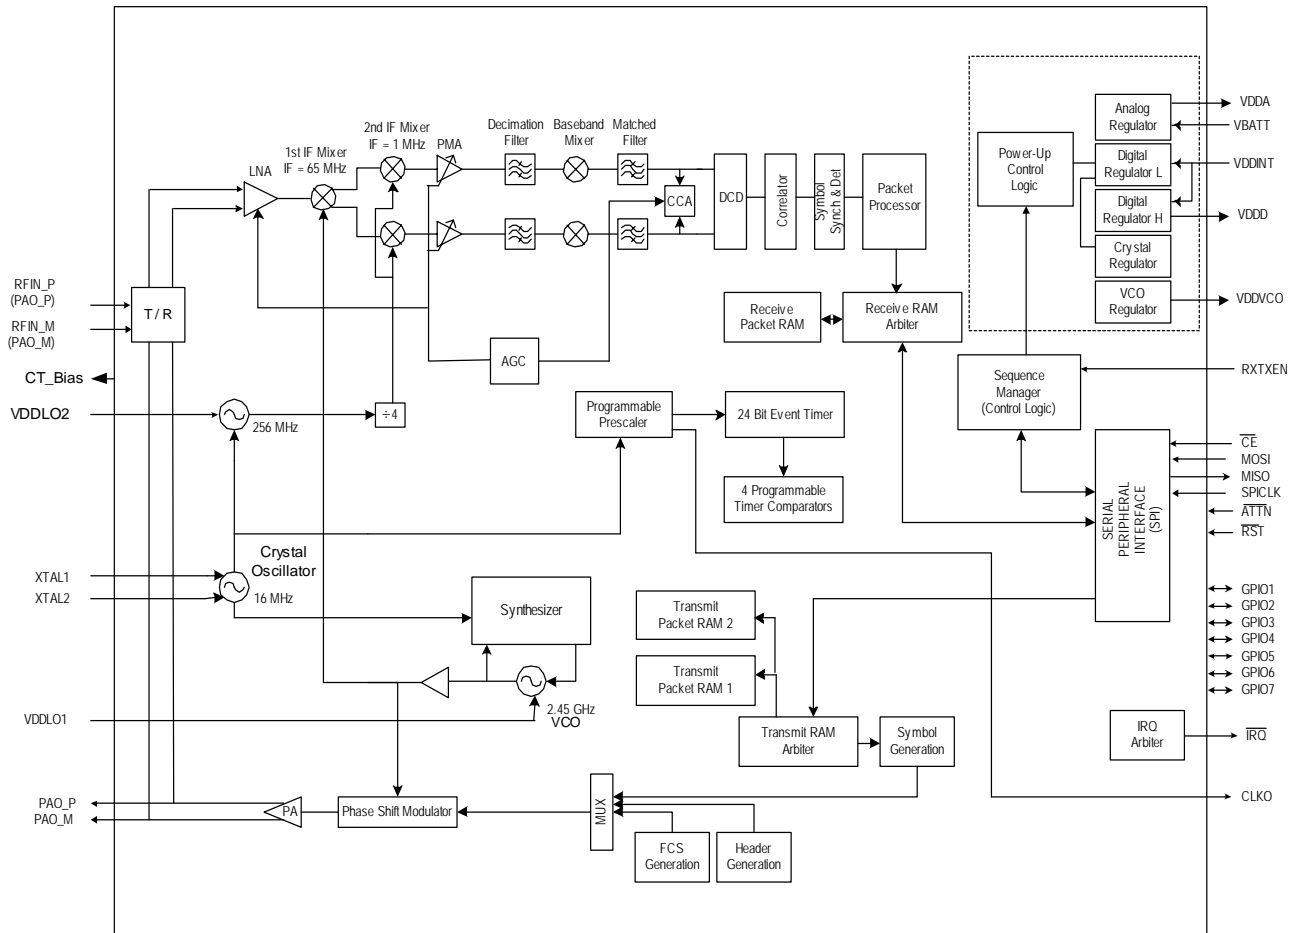 Analog
Regulator
VDDA
VBATT
2nd IF Mixer
IF = 1 MHz
PMA
Decimation
Filter
Baseband
Mixer
Matched
Filter
1st IF Mixer
IF = 65 MHz
LNA
Power-Up
Control
Logic
Digital
Regulator L
VDDINT
Digital
Regulator H
VDDD
CCA
DCD
Correlator
Symbol
Synch & Det
Packet
Processor
Crystal
Regulator
VCO
Regulator
VDDVCO
RFIN_P
(PAO_P)
RFIN_M
(PAO_M)
T / R
Receive
Packet RAM
Receive RAM
Arbiter
AGC
CT_Bias
Sequence
Manager
(Control Logic)
RXTXEN
VDDLO2
256 MHz
÷4
Programmable
Prescaler
24 Bit Event Timer
4 Programmable
Timer Comparators
SERIAL
PERIPHERAL
INTERFACE
(SPI)
CE
MOSI
MISO
SPICLK
ATTN
RST
Crystal
Oscillator
XTAL1
XTAL2
16 MHz
Synthesizer
Transmit
Packet RAM 2
Transmit
Packet RAM 1
GPIO1
GPIO2
GPIO3
GPIO4
GPIO5
GPIO6
GPIO7
2.45 GHz
VCO
VDDLO1
Transmit RAM
Arbiter
Symbol
Generation
IRQ
Arbiter
IRQ
PAO_P
PAO_M
PA
Phase Shift Modulator
MUX
CLKO
FCS
Generation
Header
Generation